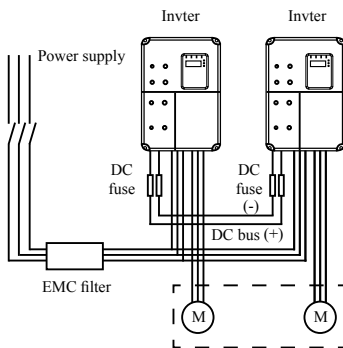 Invter
Invter
Power supply
DC
fuse
DC
fuse
(-)
DC bus (+)
EMC filter
M
M